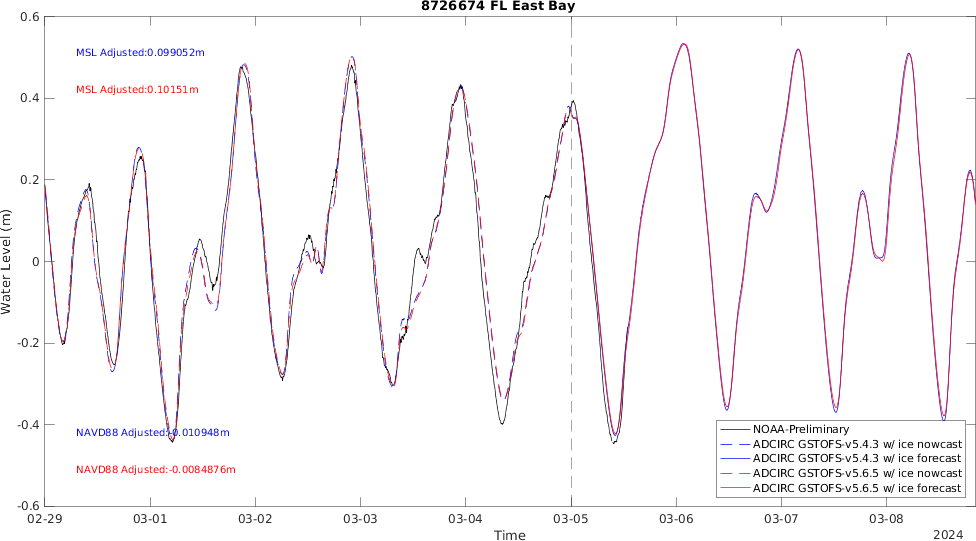 8726674 FL East Bay
0.6
MSL Adjusted:0.099052m
MSL Adjusted:0.10151m
0.4
0.2
0
-0.2
-0.4
-0.6
Water Level (m)
NAVD88 Adjusted:-0.010948m
NAVD88 Adjusted:-0.0084876m
NOAA-Preliminary
ADCIRC GSTOFS-v5.4.3 w/ ice nowcast
ADCIRC GSTOFS-v5.4.3 w/ ice forecast
ADCIRC GSTOFS-v5.6.5 w/ ice nowcast
ADCIRC GSTOFS-v5.6.5 w/ ice forecast
02-29 03-01 03-02 03-03 03-04 03-05 03-06 03-07 03-08
Time
2024